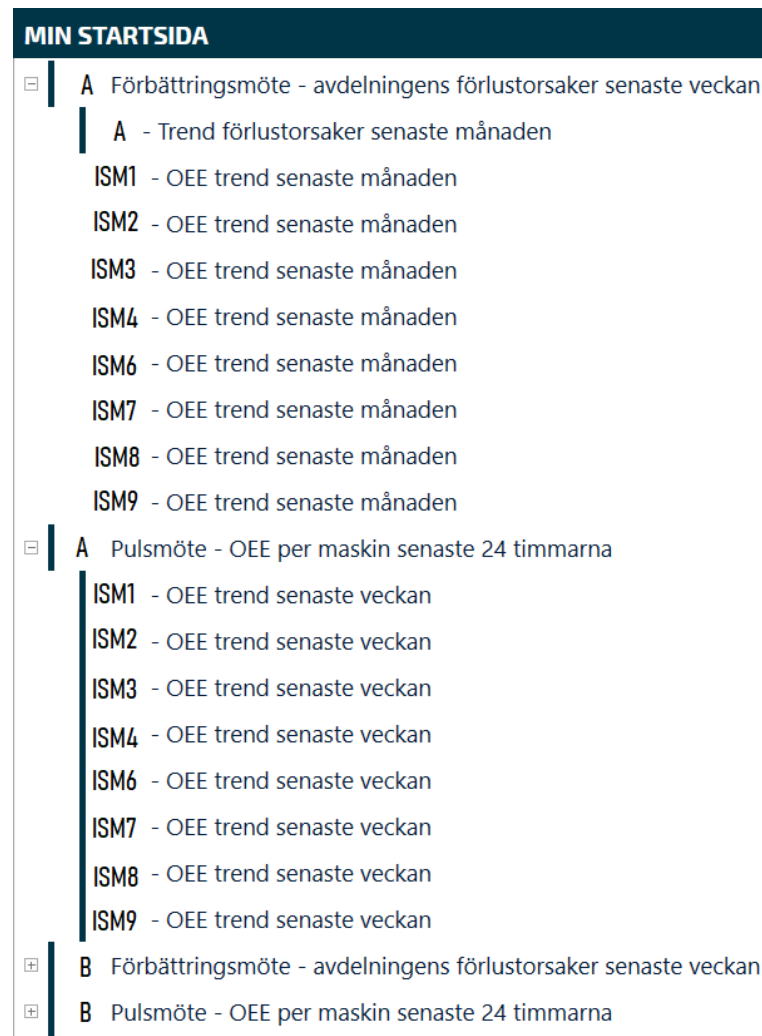 MIN STARTSIDA
A Förbättringsmöte - avdelningens förlustorsaker senaste veckan
A - Trend förlustorsaker senaste månaden
ISM1 - OEE trend senaste månaden
ISM2 - OEE trend senaste månaden
ISM3 - OEE trend senaste månaden
ISM4 - OEE trend senaste månaden
ISM6 - OEE trend senaste månaden
ISM7 - OEE trend senaste månaden
ISM8 - OEE trend senaste månaden
ISM9 - OEE trend senaste månaden
A Pulsmöte - OEE per maskin senaste 24 timmarna
ISM1 - OEE trend senaste veckan
ISM2 - OEE trend senaste veckan
ISM3 - OEE trend senaste veckan
ISM4 - OEE trend senaste veckan
ISM6 - OEE trend senaste veckan
ISM7 - OEE trend senaste veckan
ISM8 - OEE trend senaste veckan
ISM9 - OEE trend senaste veckan
B Förbättringsmöte - avdelningens förlustorsaker senaste veckan
B Pulsmöte - OEE per maskin senaste 24 timmarna